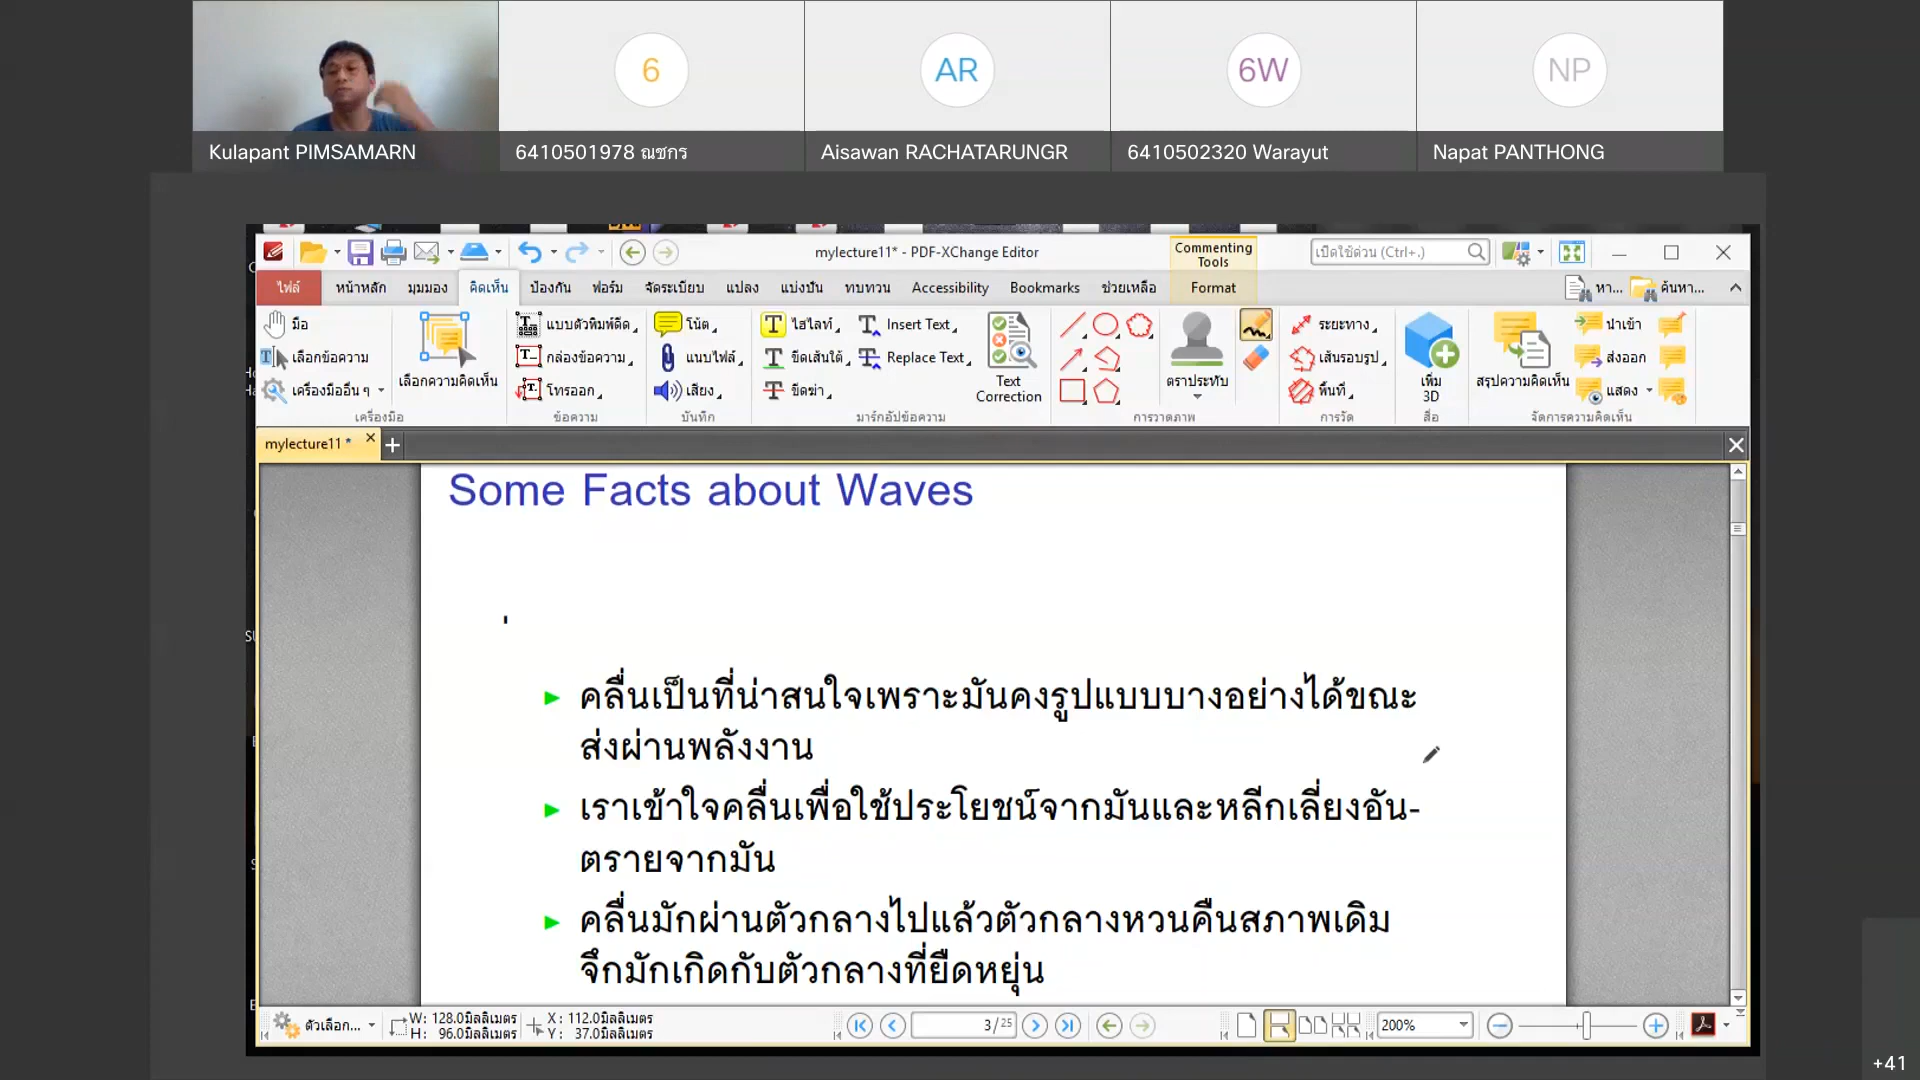 6
AR
6W
NP
Kulapant PIMSAMARN
6410501978 ณชกร
Aisawan RACHATARUNGR
6410502320 Warayut
Napat PANTHONG
mylecture11* - PDF-XChange Editor
Commenting Tools
เปิดใช้ด่วน (Ctrl+.)
ไฟล์
หน้าหลัก
มุมมอง
คิดเห็น
ป้องกัน
ฟอร์ม
จัดระเบียบ
แปลง
แบ่งปัน
ทบทวน
Accessibility
Bookmarks
ช่วยเหลือ
Format
หา...
ค้นหา...
มือ
เลือกข้อความ
เครื่องมืออื่น ๆ
เครื่องมือ
เลือกความคิดเห็น
แบบตัวพิมพ์ดีด
กล่องข้อความ
โทรออก
ข้อความ
โน้ต
แนบไฟล์
เสียง
บันทึก
ไฮไลท์
ขีดเส้นใต้
ขีดฆ่า
Insert Text
Replace Text
Text Correction
มาร์กอัปข้อความ
ตราประทับ
การวาดภาพ
ระยะทาง
เส้นรอบรูป
พื้นที่
การวัด
เพิ่ม 3D
สื่อ
สรุปความคิดเห็น
นำเข้า
ส่งออก
แสดง
จัดการความคิดเห็น
mylecture11 *
Some Facts about Waves
คลื่นเป็นที่น่าสนใจเพราะมันคงรูปแบบบางอย่างได้ขณะ
ส่งผ่านพลังงาน
เราเข้าใจคลื่นเพื่อใช้ประโยชน์จากมันและหลีกเลี่ยงอัน-
ตรายจากมัน
คลื่นมักผ่านตัวกลางไปแล้วตัวกลางหวนคืนสภาพเดิม
จึกมักเกิดกับตัวกลางที่ยืดหยุ่น
ตัวเลือก...
W: 128.0มิลลิเมตร
H: 96.0มิลลิเมตร
X: 112.0มิลลิเมตร
Y: 37.0มิลลิเมตร
3/25
200%
+41